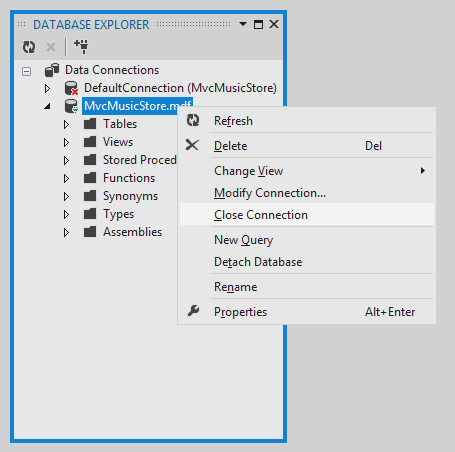 DATABASE EXPLORER
Data Connections
DefaultConnection (MvcMusicStore)
MvcMusicStore.mdf
Tables
Views
Stored Proced
Functions
Synonyms
Types
Assemblies
Refresh
Delete Del
Change View
Modify Connection...
Close Connection
New Query
Detach Database
Rename
Properties Alt+Enter